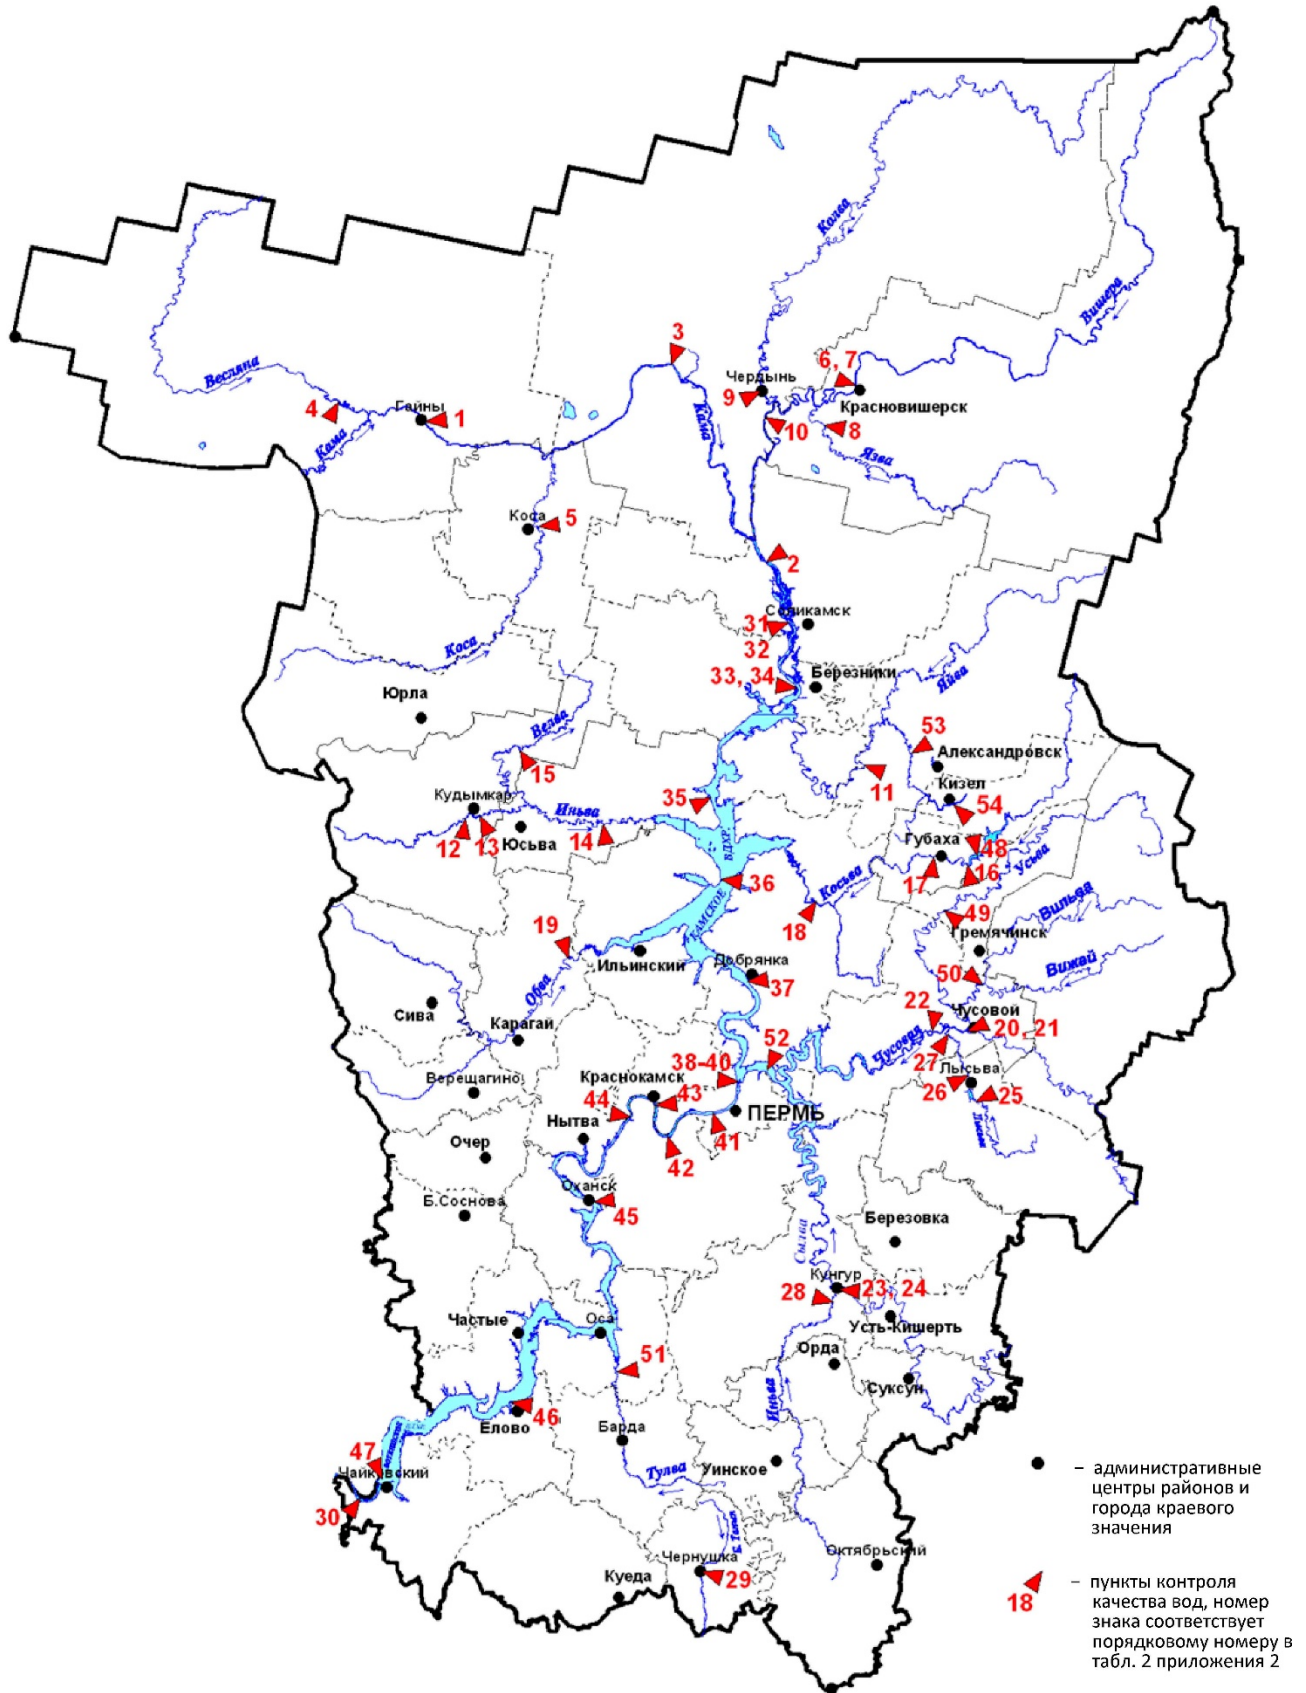 Колва
Вишера
3
6, 7
Чердынь
Весляна
9
Красновишерск
4
Гайны
1
Кама
10
8
Кама
Язва
Коса
5
2
Соликамск
31
32
Коса
33, 34
Березники
Яйва
Юрла
Велва
53
Александровск
15
11
Кизел
Кудымкар
35
54
Иньва
12
13
Юсьва
14
ВДХР
Губаха
48
Усьва
17
16
36
Косьва
КАМСКОЕ
18
49
Вильва
19
Гремячинск
Ильинский
Добрянка
50
Вижай
37
Обва
22
Чусовой
Сива
Карагай
20, 21
52
Чусовая
27
38-40
Лысьва
Верещагино
Краснокамск
43
26
25
44
ПЕРМЬ
Нытва
41
Лысьва
Очер
42
Оханск
Б.Соснова
45
Березовка
Сылва
Кунгур
28
23, 24
Частые
Оса
Усть-Кишерть
Орда
51
Суксун
Ирнва
46
Елово
Барда
47
Тулва
Уинское
Чайковский
30
Чернушка
29
Октябрьский
Куеда
– административные
центры районов и
города краевого
значения
18
– пункты контроля
качества вод, номер
знака соответствует
порядковому номеру в
табл. 2 приложения 2